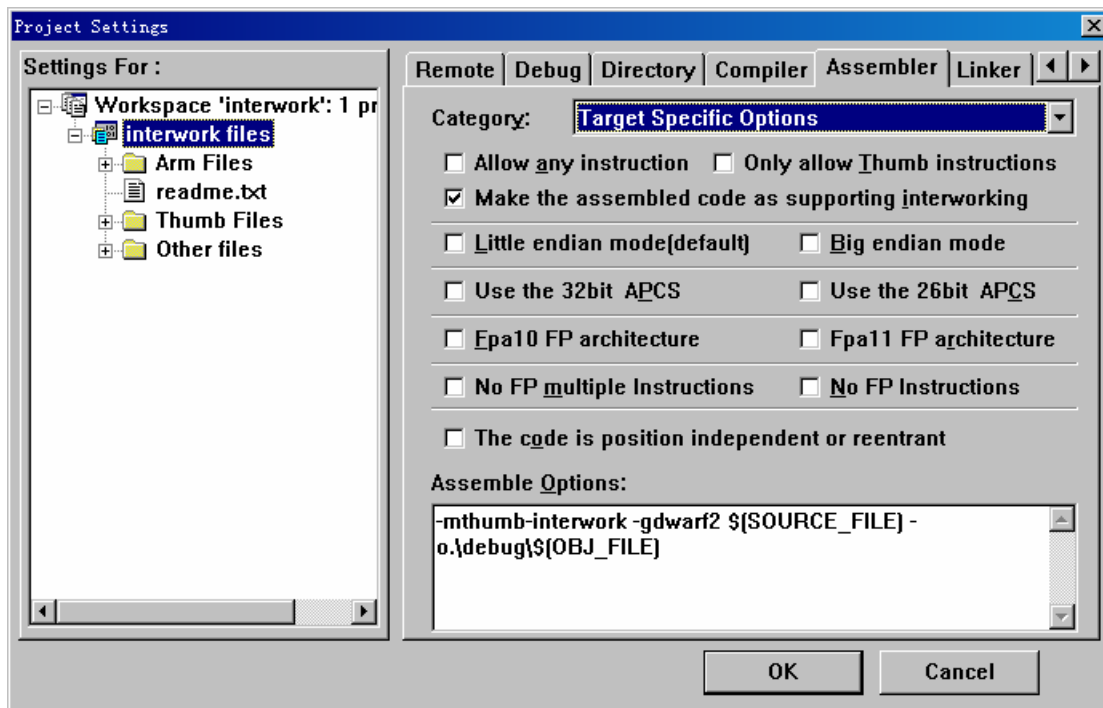 Project Settings
Settings For :
Workspace 'interwork': 1 pr
interwork files
Arm Files
readme.txt
Thumb Files
Other files
Remote Debug Directory Compiler Assembler Linker
Category: Target Specific Options
Allow any instruction Only allow Thumb instructions
Make the assembled code as supporting interworking
Little endian mode(default) Big endian mode
Use the 32bit APCS Use the 26bit APCS
Fpa10 FP architecture Fpa11 FP architecture
No FP multiple Instructions No FP Instructions
The code is position independent or reentrant
Assemble Options:
-mthumb-interwork -gdwarf2 $(SOURCE_FILE) -
o.\debug\$(OBJ_FILE)
OK Cancel